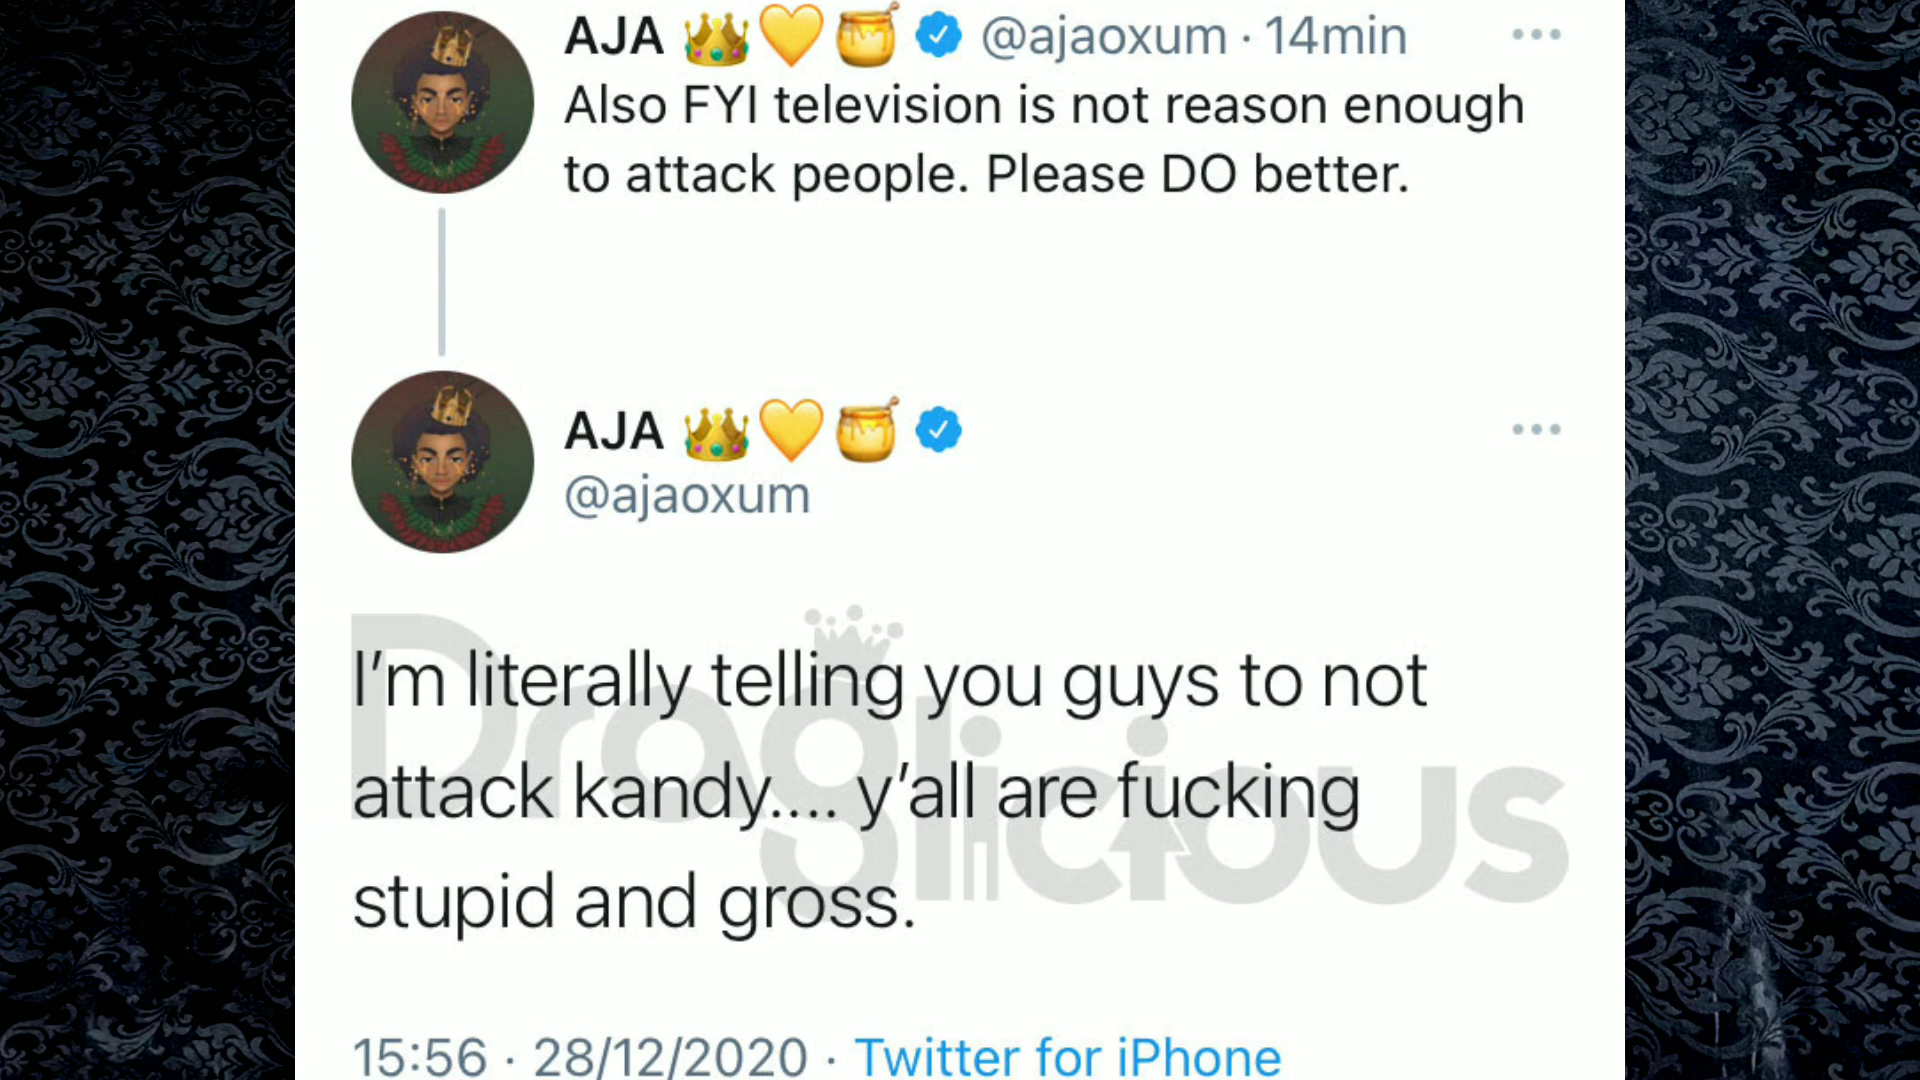 AJA 👑💛🍯 @ajaoxum · 14min
Also FYI television is not reason enough
to attack people. Please DO better.
AJA 👑💛🍯
@ajaoxum
Draglicious
I'm literally telling you guys to not
attack kandy.... y'all are fucking
stupid and gross.
15:56 · 28/12/2020 · Twitter for iPhone